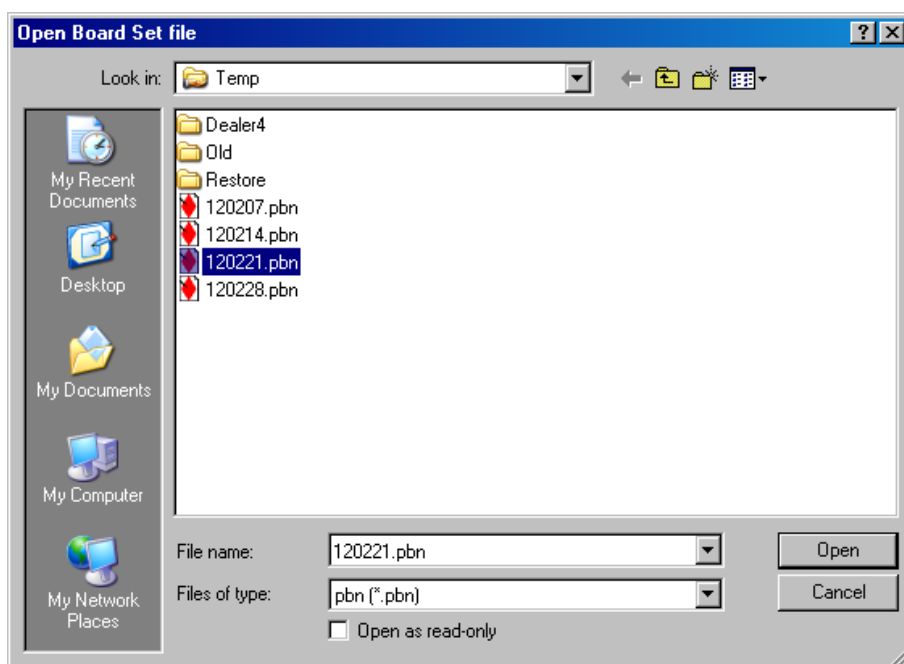 Open Board Set file
Look in: Temp
My Recent
Documents
Desktop
My Documents
My Computer
My Network
Places
Dealer4
Old
Restore
120207.pbn
120214.pbn
120221.pbn
120228.pbn
File name: 120221.pbn Open
Files of type: pbn (*.pbn) Cancel
Open as read-only